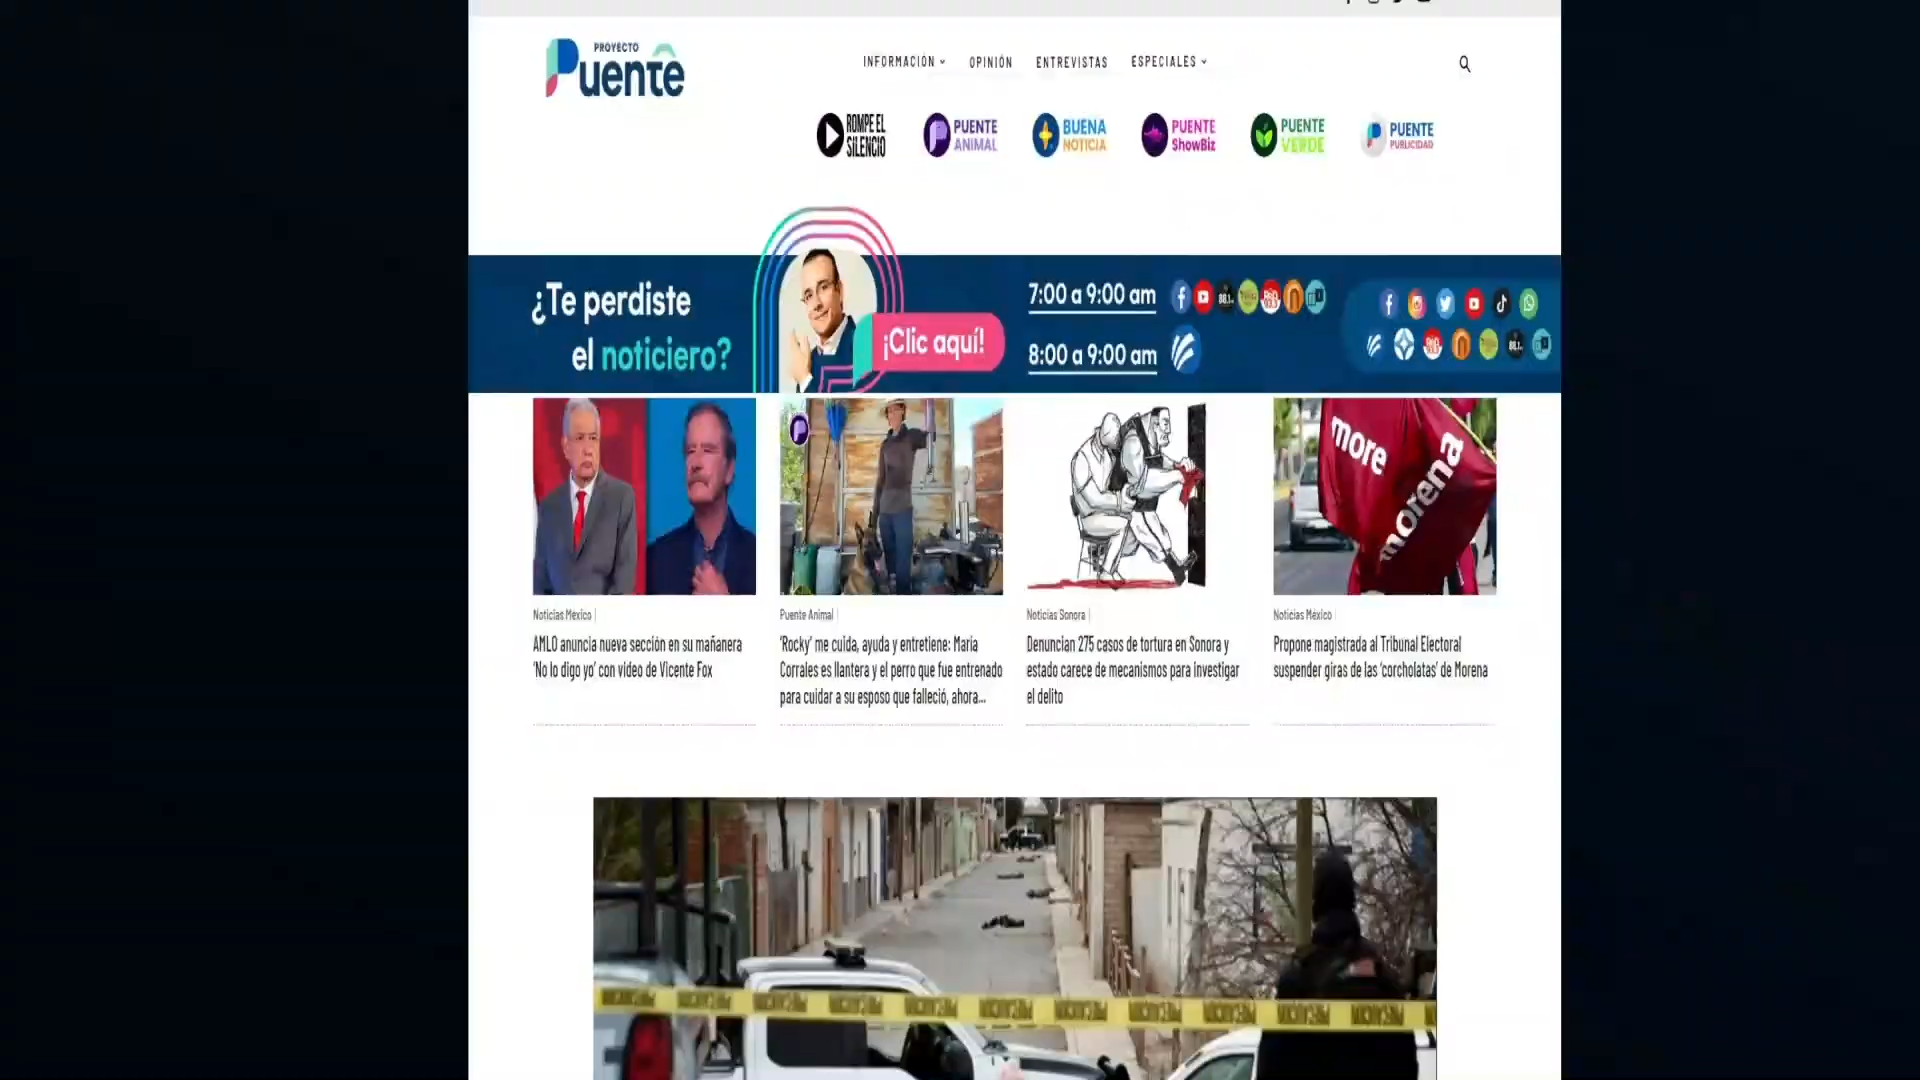 PROYECTO
Puente
INFORMACIÓN
OPINIÓN
ENTREVISTAS
ESPECIALES
ROMPE EL
SILENCIO
PUENTE
ANIMAL
BUENA
NOTICIA
PUENTE
ShowBiz
PUENTE
VERDE
PUENTE
PUBLICIDAD
¿Te perdiste
el noticiero?
¡Clic aquí!
7:00 a 9:00 am
8:00 a 9:00 am
more
morena
Noticias México |
AMLO anuncia nueva sección en su mañanera
'No lo digo yo' con video de Vicente Fox
Puente Animal |
'Rocky' me cuida, ayuda y entretiene: María
Corrales es llantera y el perro que fue entrenado
para cuidar a su esposo que falleció, ahora...
Noticias Sonora |
Denuncian 275 casos de tortura en Sonora y
estado carece de mecanismos para investigar
el delito
Noticias México |
Propone magistrada al Tribunal Electoral
suspender giras de las 'corcholatas' de Morena